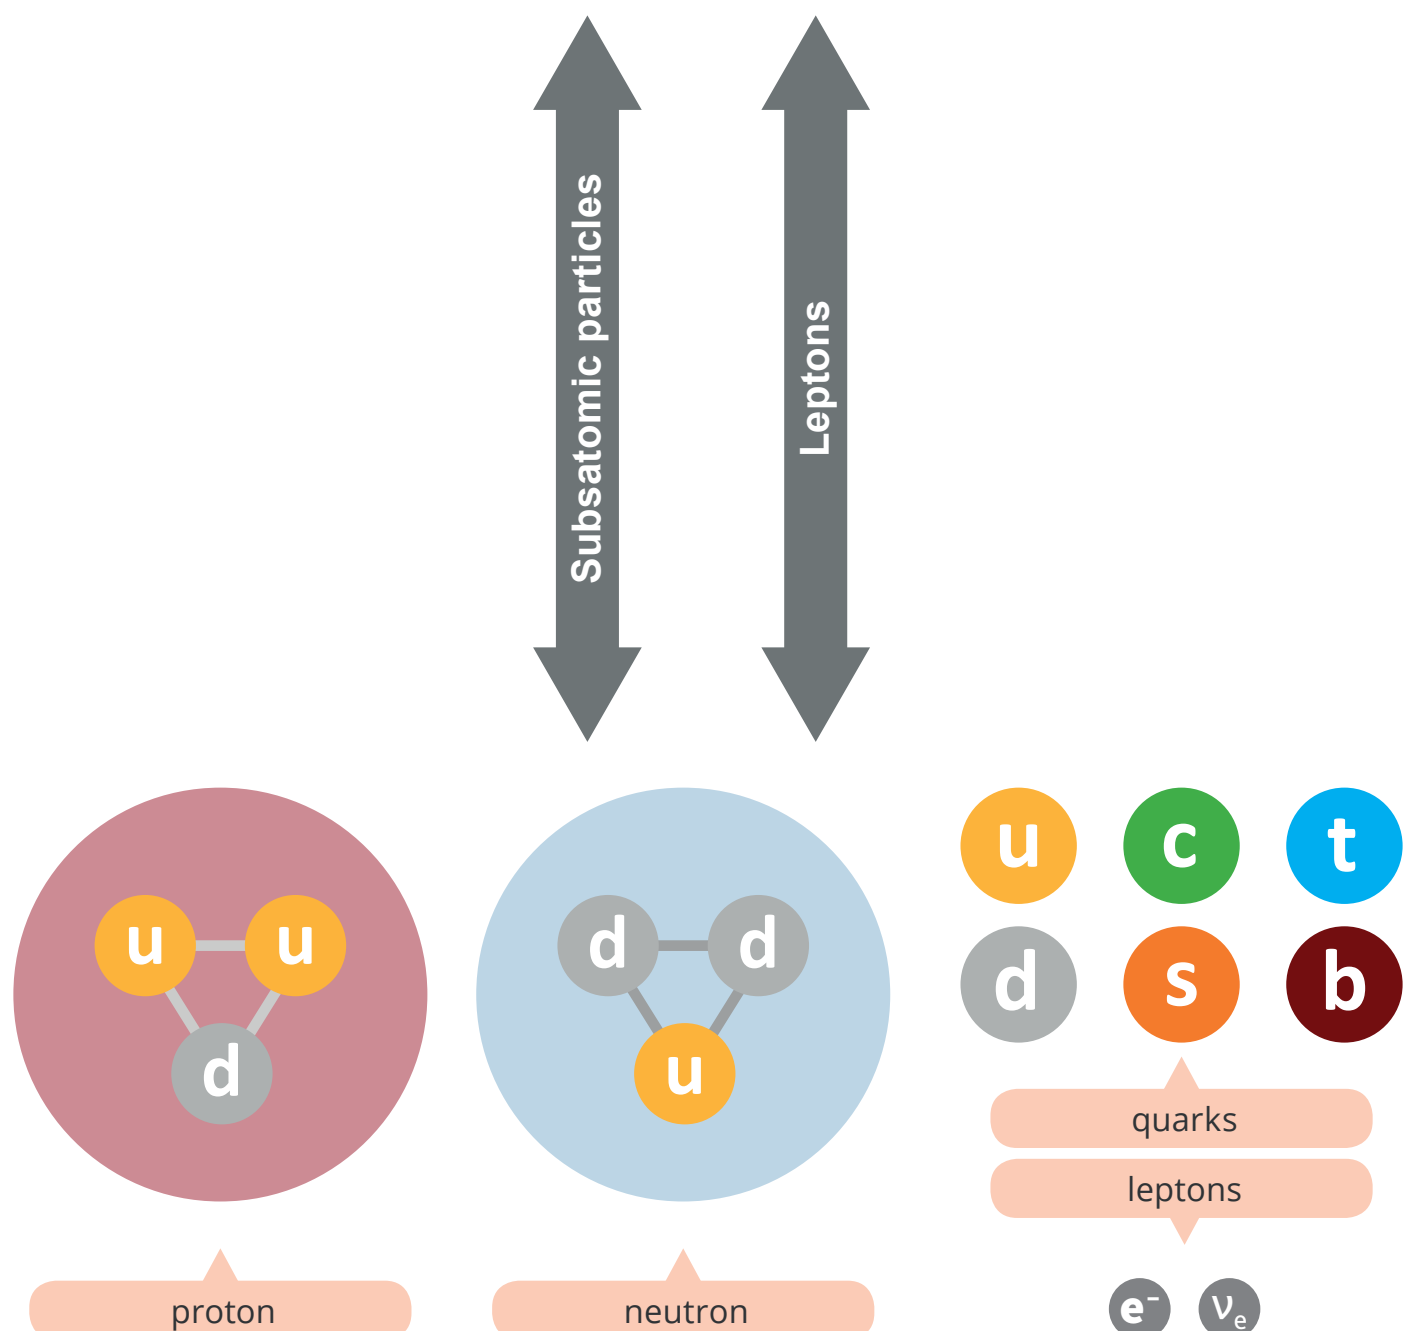 Subsatomic particles
Leptons
u u
d
d d
u
u c t
d s b
quarks
leptons
proton
neutron
e⁻ νₑ